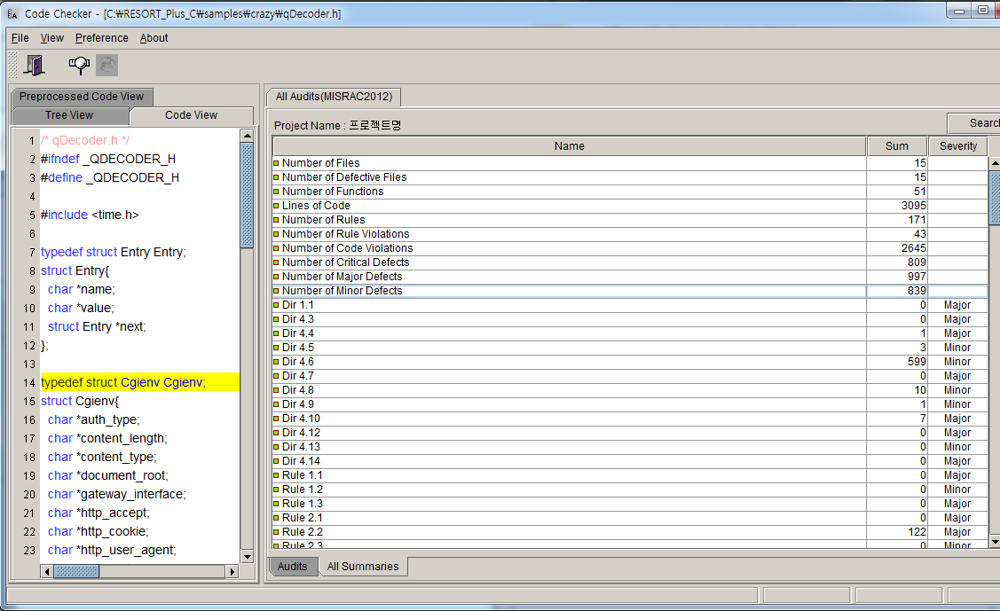 Code Checker - [C:₩RESORT_Plus_C₩samples₩crazy₩qDecoder.h]
File View Preference About
Preprocessed Code View
Tree View Code View
1 /* qDecoder.h */
2 #ifndef _QDECODER_H
3 #define _QDECODER_H
4
5 #include <time.h>
6
7 typedef struct Entry Entry;
8 struct Entry{
9 char *name;
10 char *value;
11 struct Entry *next;
12 };
13
14 typedef struct Cgienv Cgienv;
15 struct Cgienv{
16 char *auth_type;
17 char *content_length;
18 char *content_type;
19 char *document_root;
20 char *gateway_interface;
21 char *http_accept;
22 char *http_cookie;
23 char *http_user_agent;
All Audits(MISRAC2012)
Project Name : 프로젝트명
Searc
Name Sum Severity
Number of Files 15
Number of Defective Files 15
Number of Functions 51
Lines of Code 3095
Number of Rules 171
Number of Rule Violations 43
Number of Code Violations 2645
Number of Critical Defects 809
Number of Major Defects 997
Number of Minor Defects 839
Dir 1.1 0 Major
Dir 4.3 0 Major
Dir 4.4 1 Major
Dir 4.5 3 Minor
Dir 4.6 599 Minor
Dir 4.7 0 Major
Dir 4.8 10 Minor
Dir 4.9 1 Minor
Dir 4.10 7 Major
Dir 4.12 0 Major
Dir 4.13 0 Minor
Dir 4.14 0 Major
Rule 1.1 0 Major
Rule 1.2 0 Minor
Rule 1.3 0 Major
Rule 2.1 0 Major
Rule 2.2 122 Major
Rule 2.3 0 Minor
Audits All Summaries